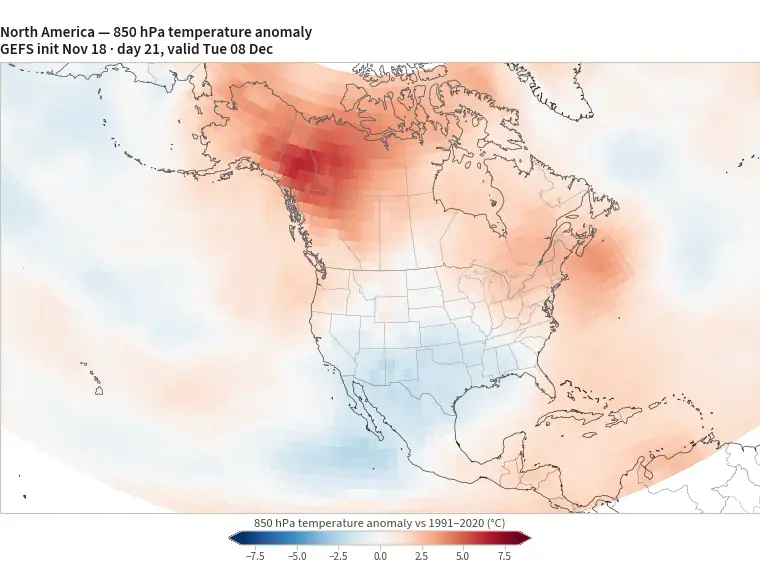 North America — 850 hPa temperature anomaly
GEFS init Nov 18 · day 21, valid Tue 08 Dec
850 hPa temperature anomaly vs 1991–2020 (°C)
−7.5 −5.0 −2.5 0.0 2.5 5.0 7.5